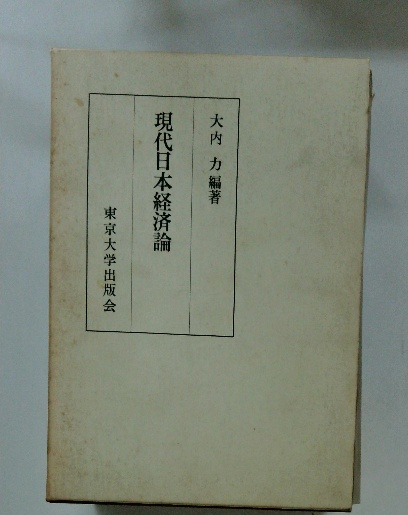 大内 力 編著
現代日本経済論
東京大学出版会